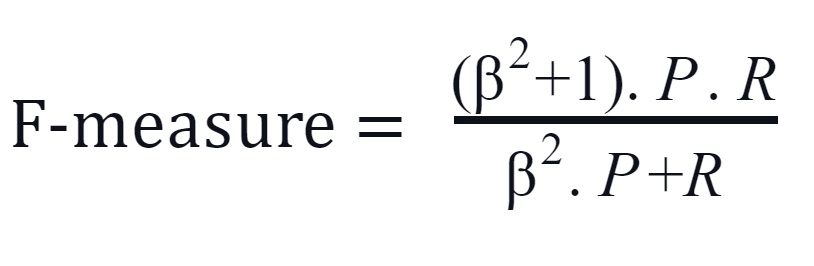 F-measure = (β²+1). P . R
β². P+R